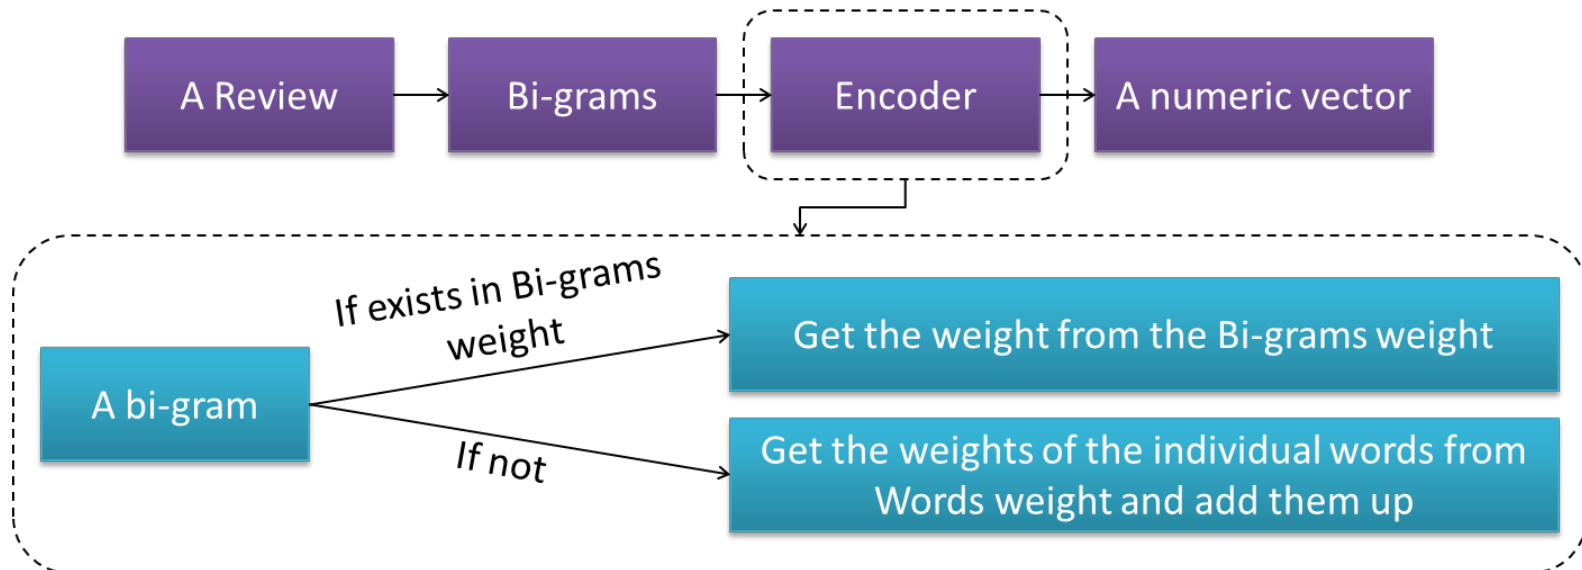 A Review
Bi-grams
Encoder
A numeric vector
If exists in Bi-grams
weight
Get the weight from the Bi-grams weight
A bi-gram
If not
Get the weights of the individual words from
Words weight and add them up